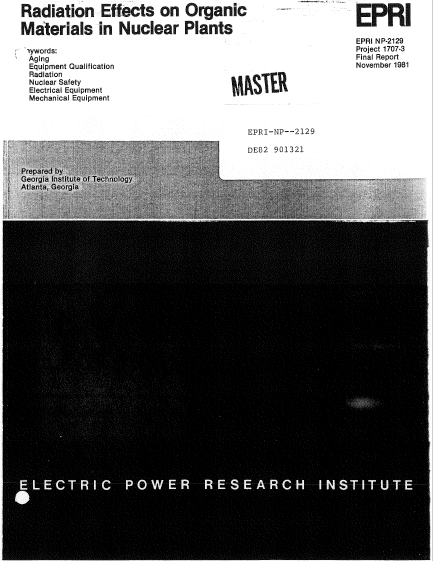 Radiation Effects on Organic
Materials in Nuclear Plants
EPRI
EPRI NP-2129
Project 1707-3
Final Report
November 1981
ywords:
Aging
Equipment Qualification
Radiation
Nuclear Safety
Electrical Equipment
Mechanical Equipment
MASTER
EPRI-NP--2129
DE82 901321
Prepared by
Georgia Institute of Technology
Atlanta, Georgia
ELECTRIC POWER RESEARCH INSTITUTE